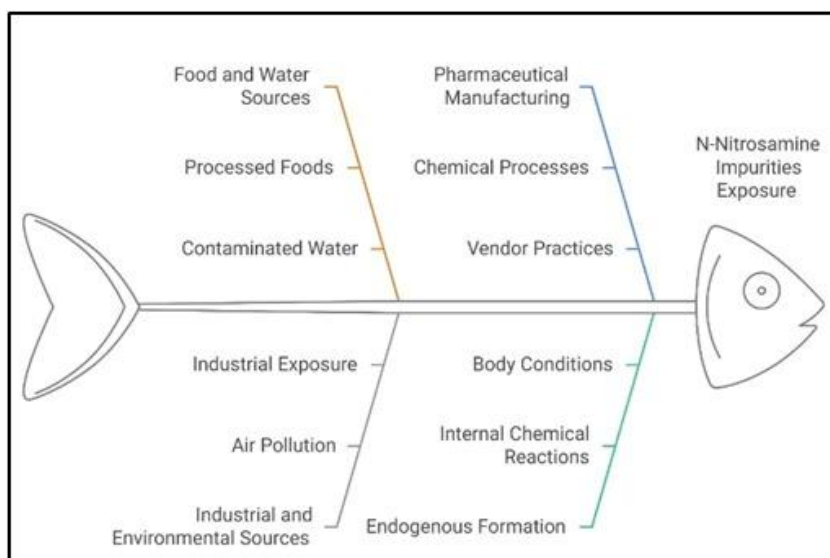 Food and Water
Sources
Processed Foods
Contaminated Water
Pharmaceutical
Manufacturing
Chemical Processes
Vendor Practices
N-Nitrosamine
Impurities
Exposure
Industrial Exposure
Air Pollution
Industrial and
Environmental Sources
Body Conditions
Internal Chemical
Reactions
Endogenous Formation